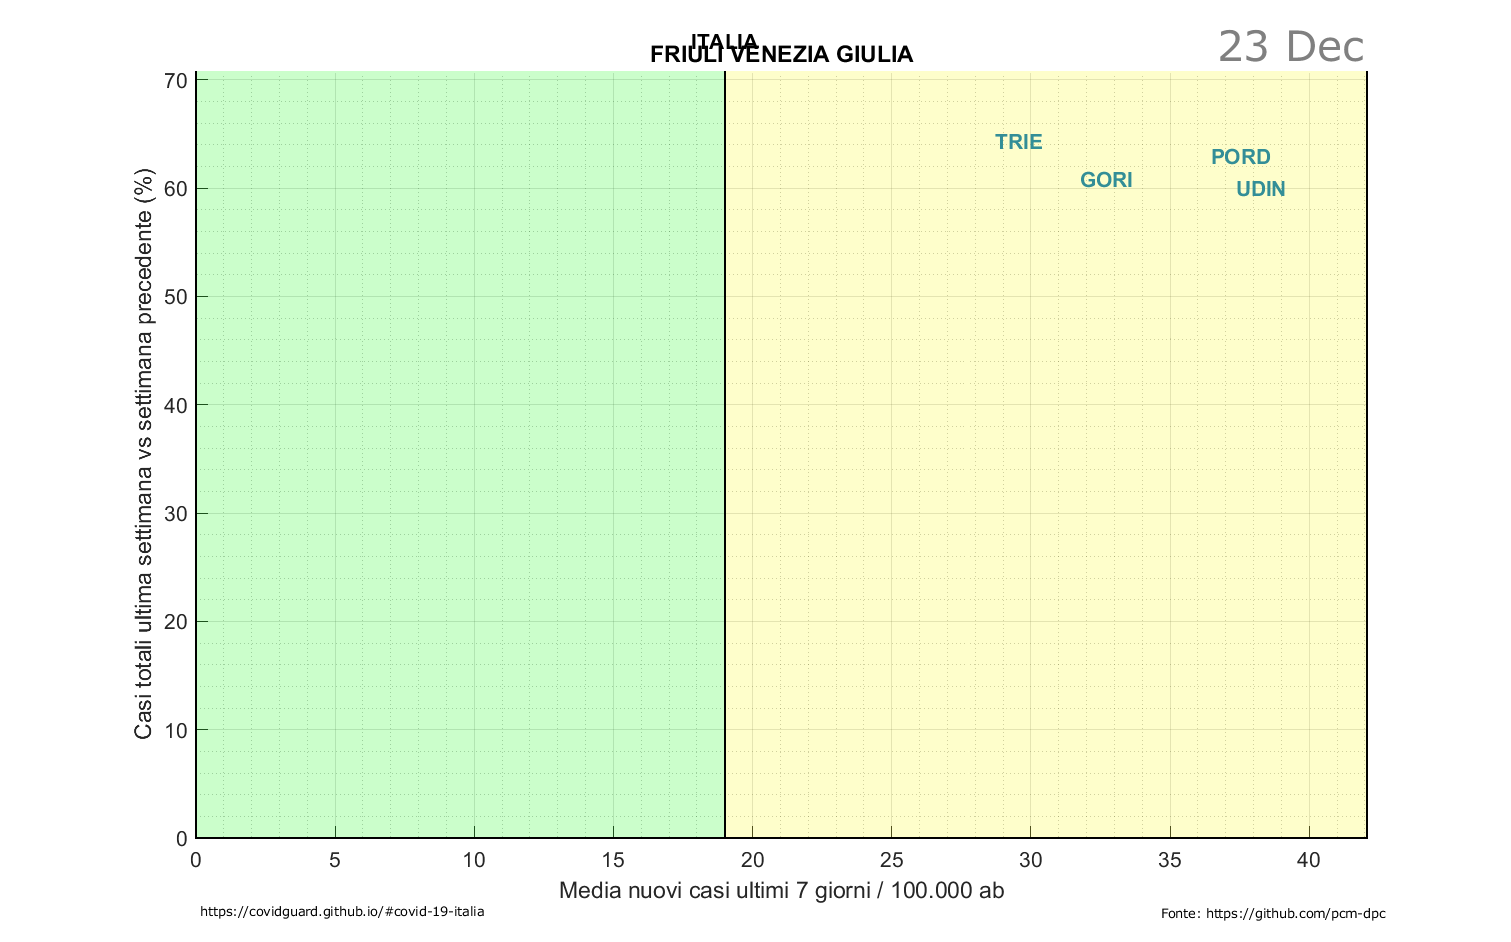 ITALIA
FRIULI VENEZIA GIULIA
23 Dec
70
60
50
40
30
20
10
0
Casi totali ultima settimana vs settimana precedente (%)
TRIE
PORD
GORI
UDIN
0 5 10 15 20 25 30 35 40
Media nuovi casi ultimi 7 giorni / 100.000 ab
https://covidguard.github.io/#covid-19-italia
Fonte: https://github.com/pcm-dpc